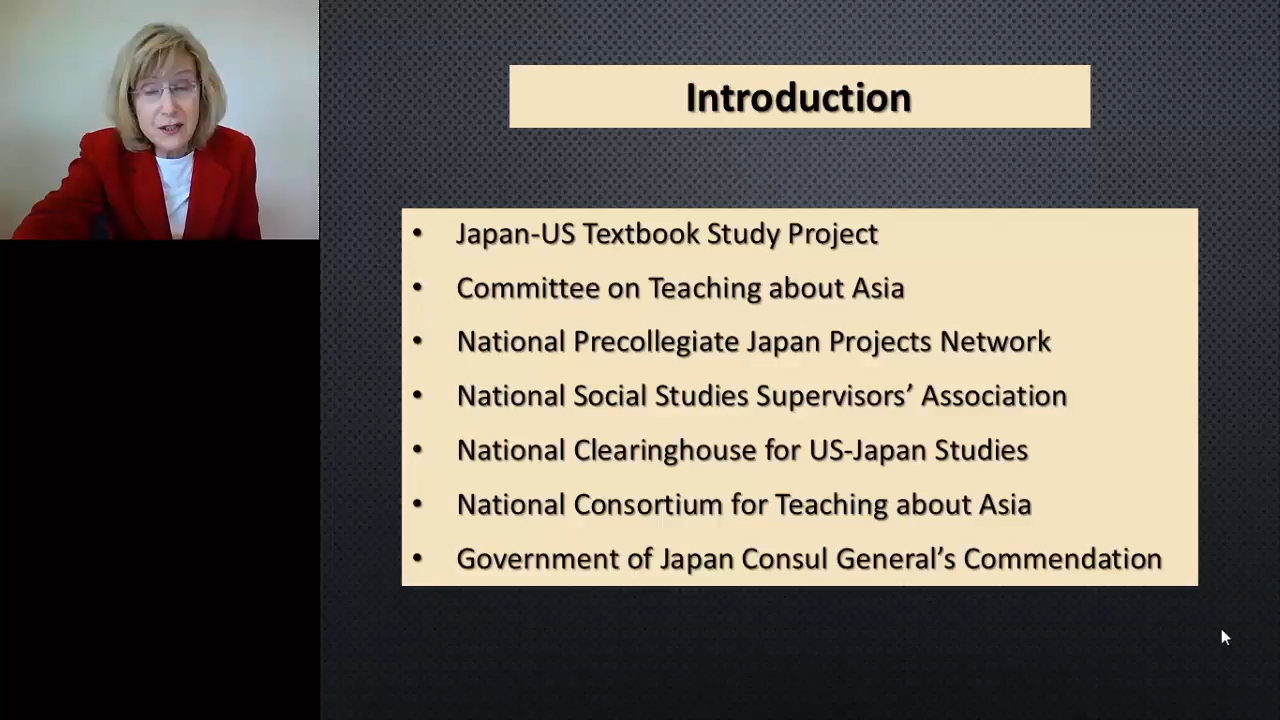 Introduction
• Japan-US Textbook Study Project
• Committee on Teaching about Asia
• National Precollegiate Japan Projects Network
• National Social Studies Supervisors’ Association
• National Clearinghouse for US-Japan Studies
• National Consortium for Teaching about Asia
• Government of Japan Consul General’s Commendation